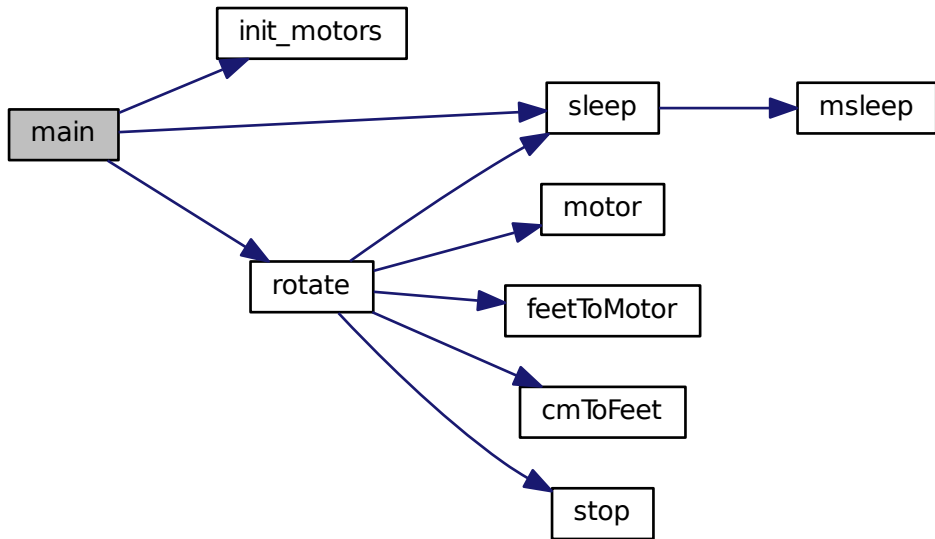 init_motors
main
sleep
msleep
motor
rotate
feetToMotor
cmToFeet
stop